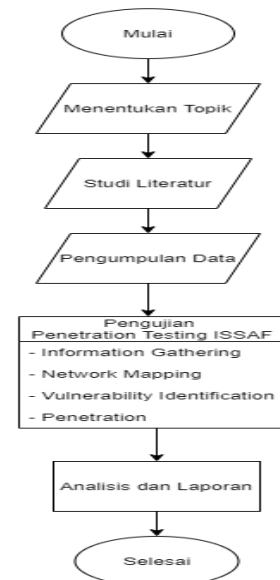 Mulai
Menentukan Topik
Studi Literatur
Pengumpulan Data
Pengujian
Penetration Testing ISSAF
- Information Gathering
- Network Mapping
- Vulnerability Identification
- Penetration
Analisis dan Laporan
Selesai